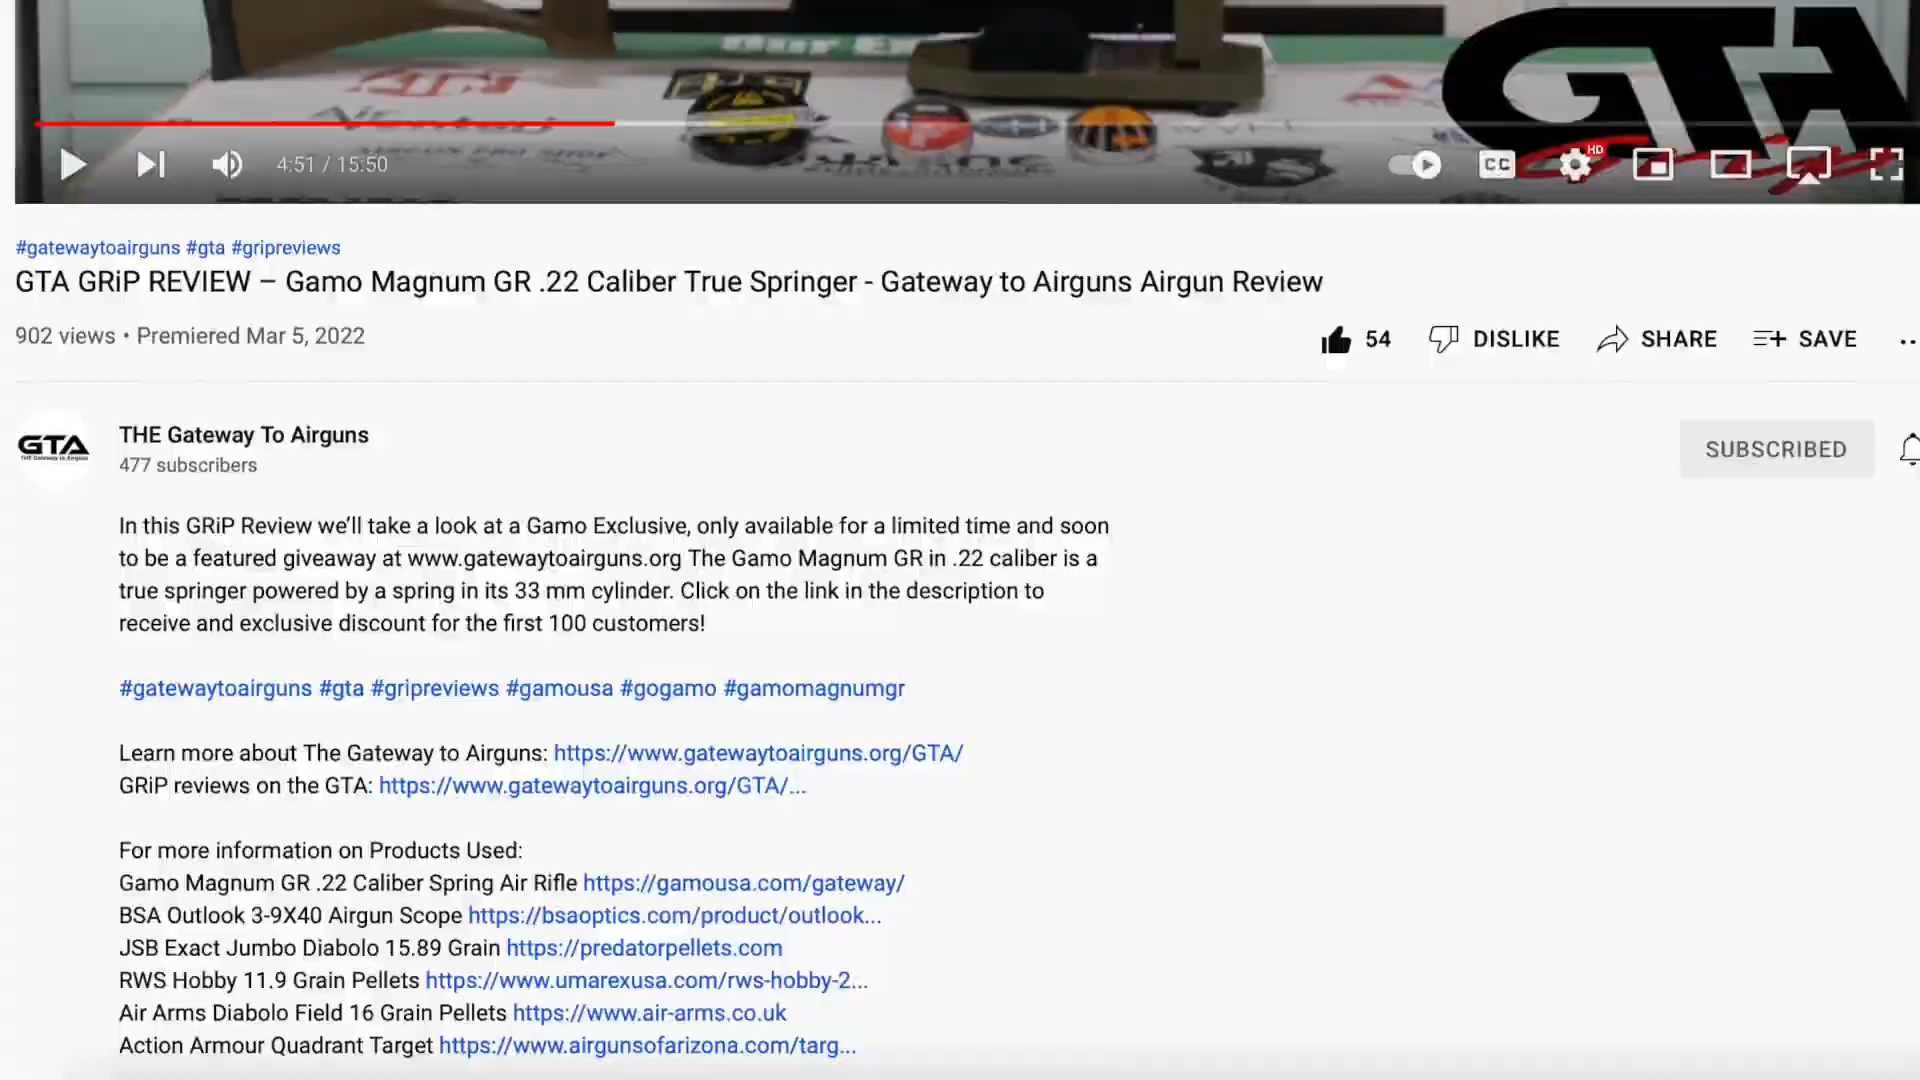 GTA
4:51 / 15:50
CC
HD
#gatewaytoairguns #gta #gripreviews
GTA GRiP REVIEW – Gamo Magnum GR .22 Caliber True Springer - Gateway to Airguns Airgun Review
902 views • Premiered Mar 5, 2022
54 DISLIKE SHARE SAVE
GTA
THE Gateway To Airguns
477 subscribers
SUBSCRIBED
In this GRiP Review we’ll take a look at a Gamo Exclusive, only available for a limited time and soon
to be a featured giveaway at www.gatewaytoairguns.org The Gamo Magnum GR in .22 caliber is a
true springer powered by a spring in its 33 mm cylinder. Click on the link in the description to
receive and exclusive discount for the first 100 customers!
#gatewaytoairguns #gta #gripreviews #gamousa #gogamo #gamomagnumgr
Learn more about The Gateway to Airguns: https://www.gatewaytoairguns.org/GTA/
GRiP reviews on the GTA: https://www.gatewaytoairguns.org/GTA/...
For more information on Products Used:
Gamo Magnum GR .22 Caliber Spring Air Rifle https://gamousa.com/gateway/
BSA Outlook 3-9X40 Airgun Scope https://bsaoptics.com/product/outlook...
JSB Exact Jumbo Diabolo 15.89 Grain https://predatorpellets.com
RWS Hobby 11.9 Grain Pellets https://www.umarexusa.com/rws-hobby-2...
Air Arms Diabolo Field 16 Grain Pellets https://www.air-arms.co.uk
Action Armour Quadrant Target https://www.airgunsofarizona.com/targ...